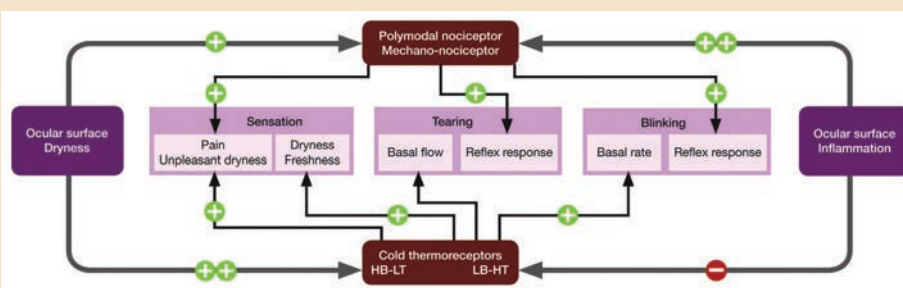 Polymodal nociceptor
Mechano-nociceptor
Ocular surface
Dryness
Sensation
Pain
Unpleasant dryness
Dryness
Freshness
Tearing
Basal flow
Reflex response
Blinking
Basal rate
Reflex response
Ocular surface
Inflammation
Cold thermoreceptors
HB-LT LB-HT